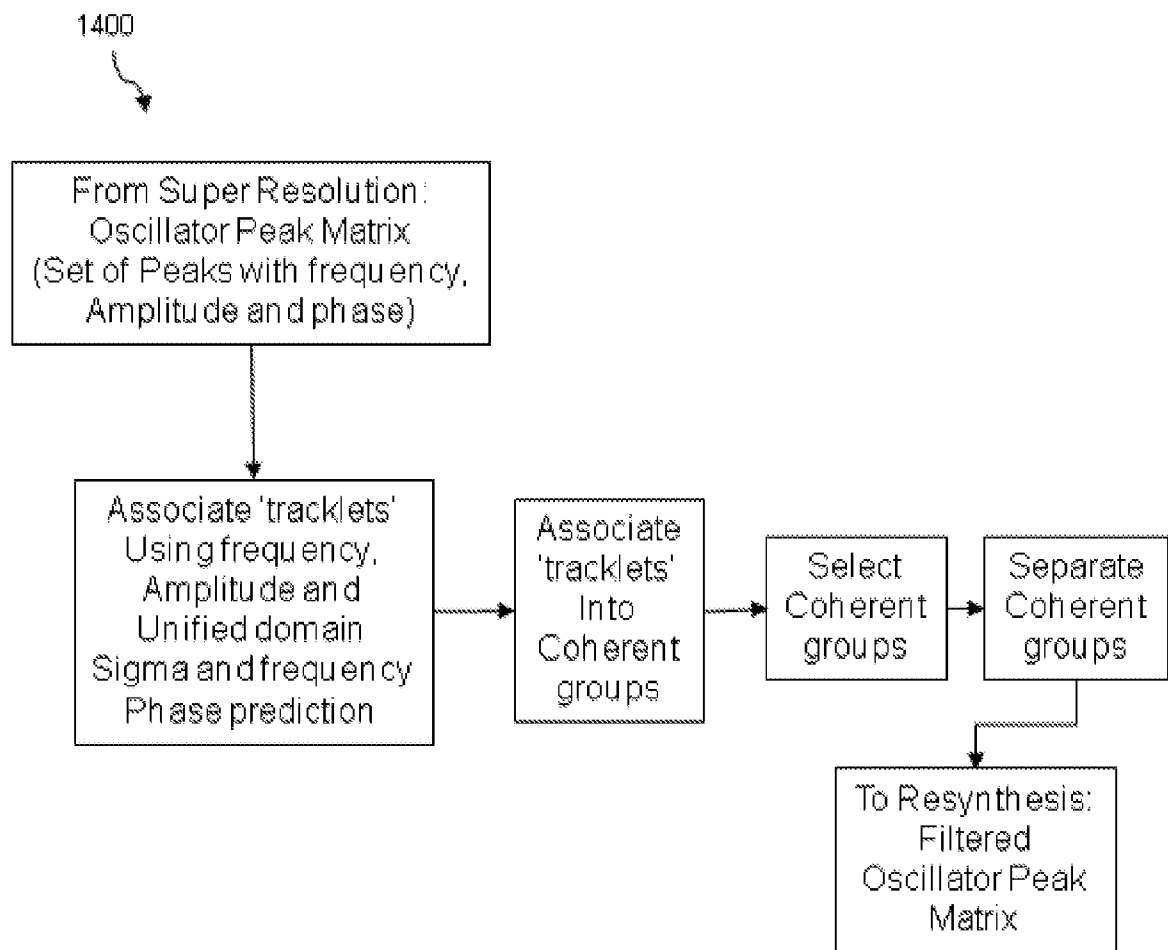 1400
From Super Resolution:
Oscillator Peak Matrix
(Set of Peaks with frequency,
Amplitude and phase)
Associate 'tracklets'
Using frequency,
Amplitude and
Unified domain
Sigma and frequency
Phase prediction
Associate
'tracklets'
Into
Coherent
groups
Select
Coherent
groups
Separate
Coherent
groups
To Resynthesis:
Filtered
Oscillator Peak
Matrix